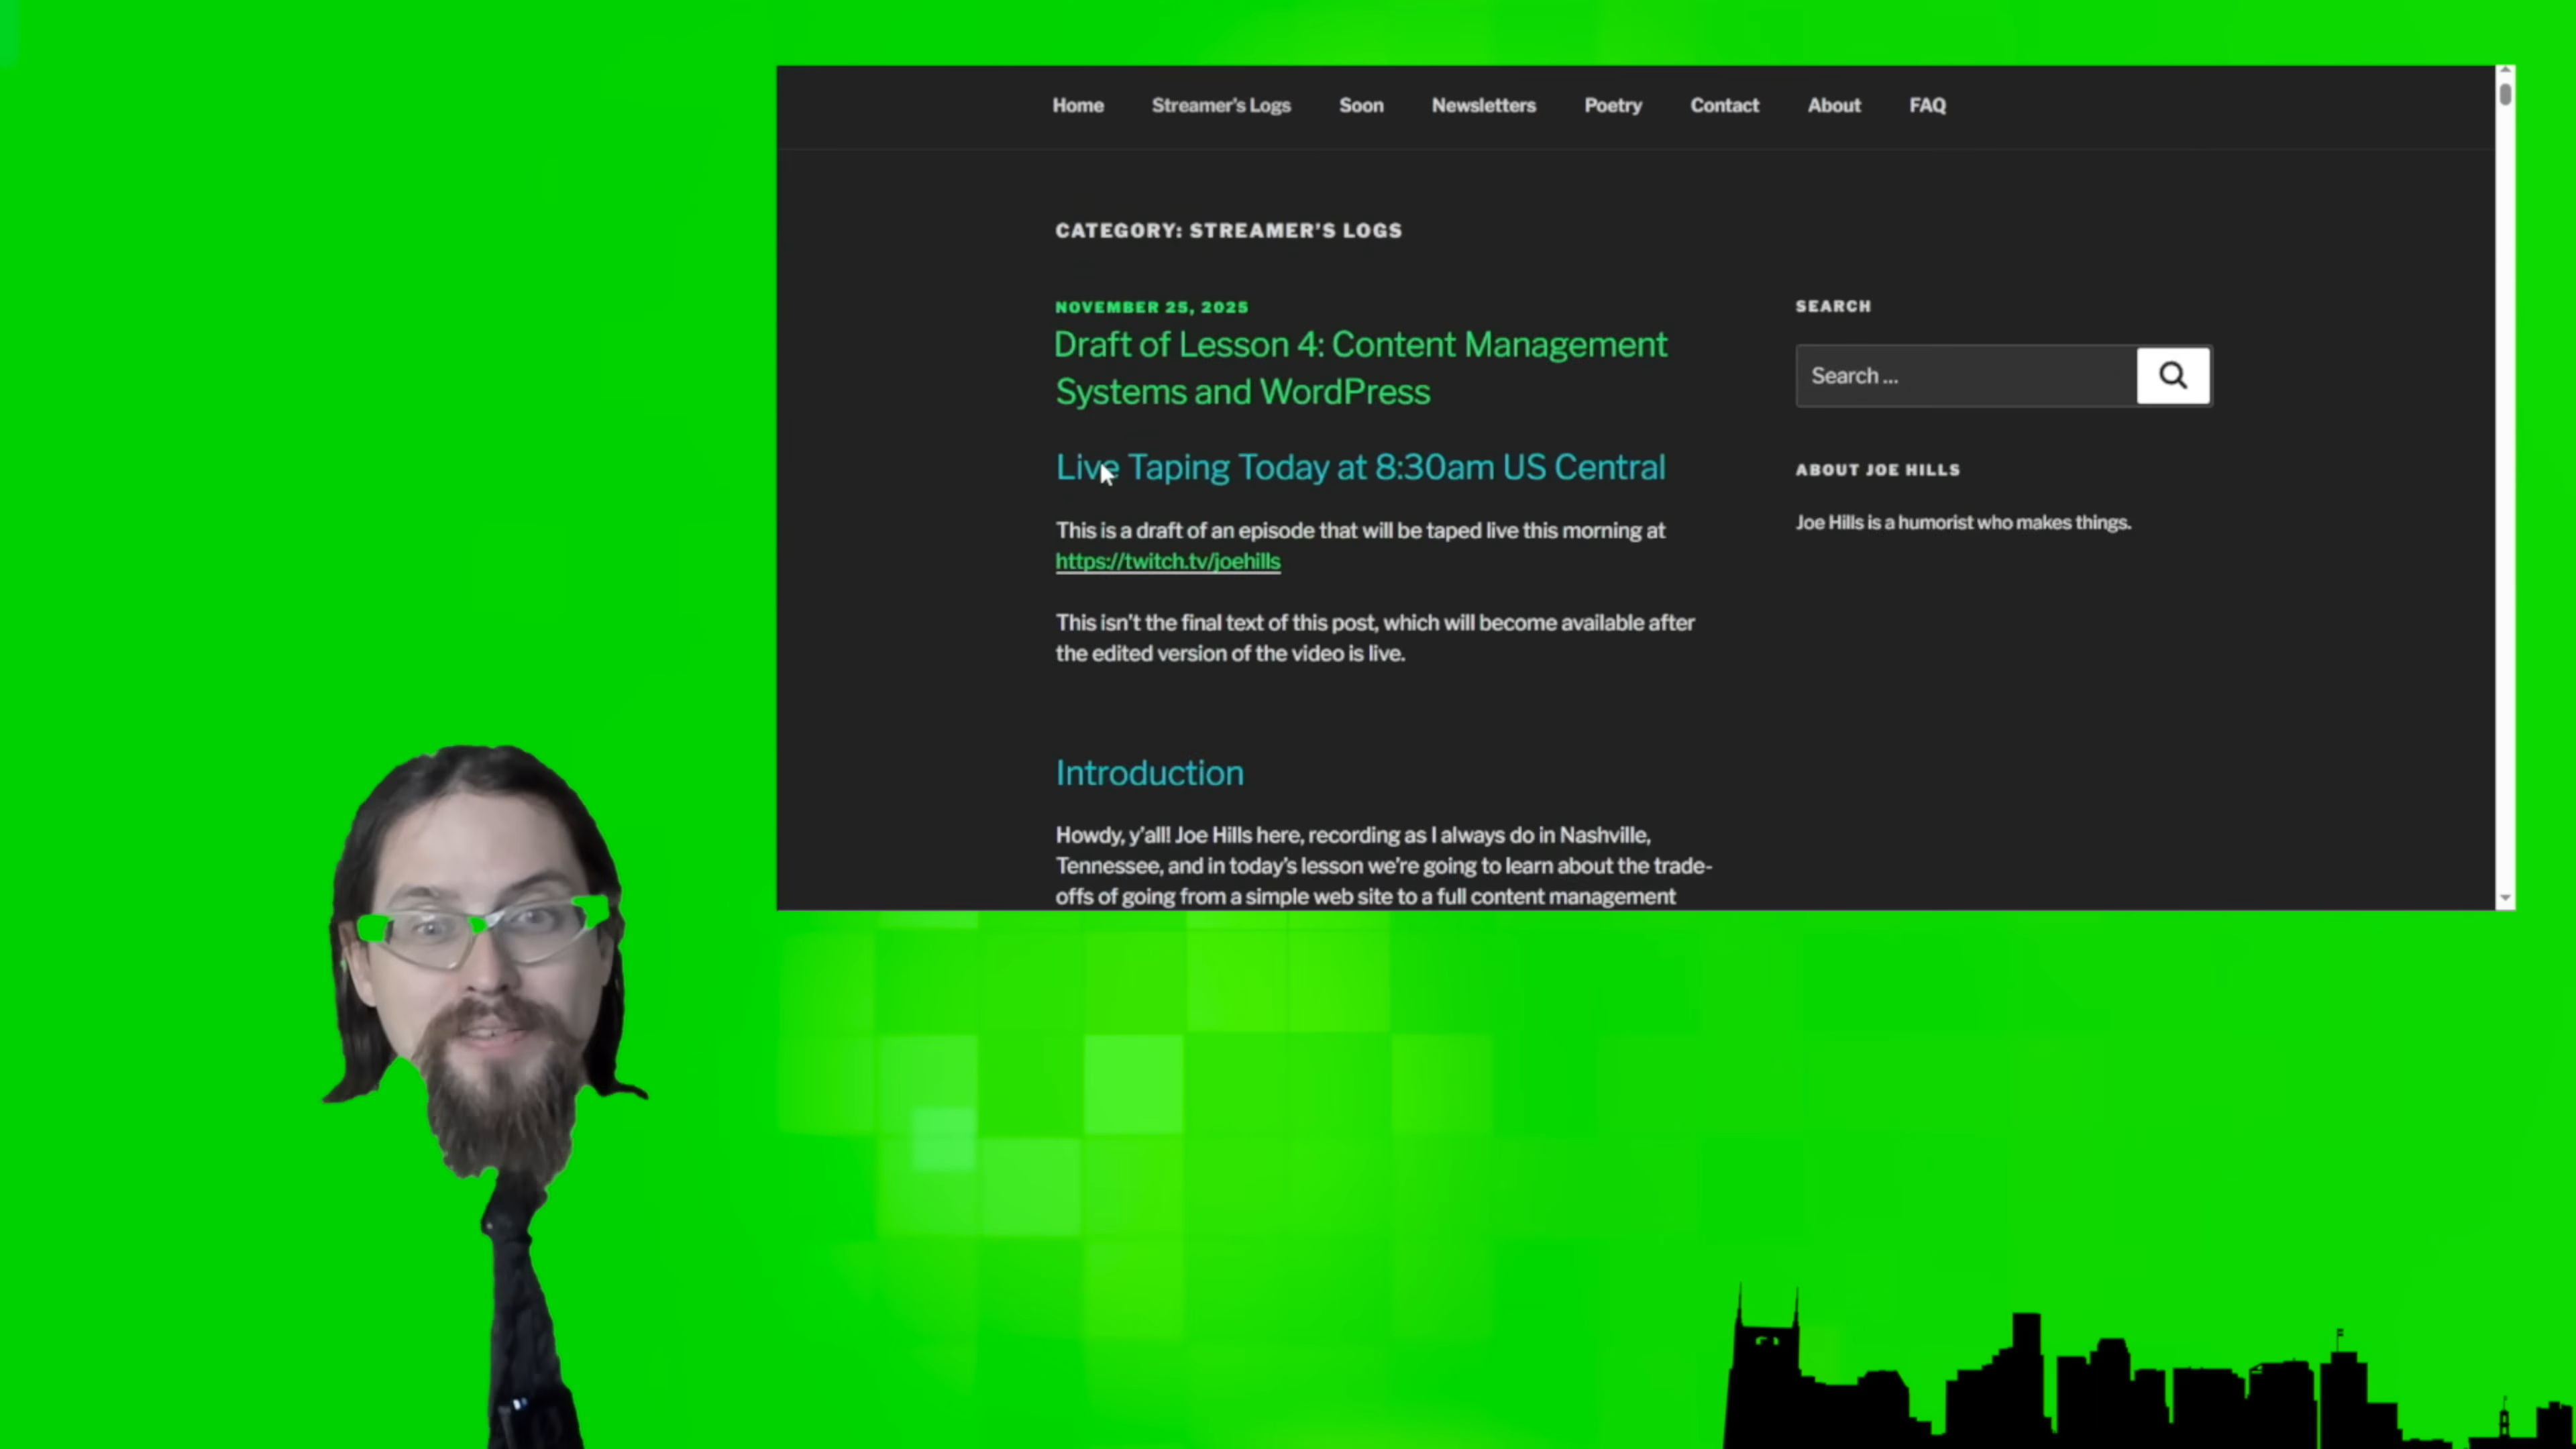 Home Streamer's Logs Soon Newsletters Poetry Contact About FAQ
CATEGORY: STREAMER'S LOGS
NOVEMBER 25, 2025
Draft of Lesson 4: Content Management
Systems and WordPress
Live Taping Today at 8:30am US Central
This is a draft of an episode that will be taped live this morning at
https://twitch.tv/joehills
This isn't the final text of this post, which will become available after
the edited version of the video is live.
Introduction
Howdy, y'all! Joe Hills here, recording as I always do in Nashville,
Tennessee, and in today's lesson we're going to learn about the trade-
offs of going from a simple web site to a full content management
SEARCH
Search ...
ABOUT JOE HILLS
Joe Hills is a humorist who makes things.